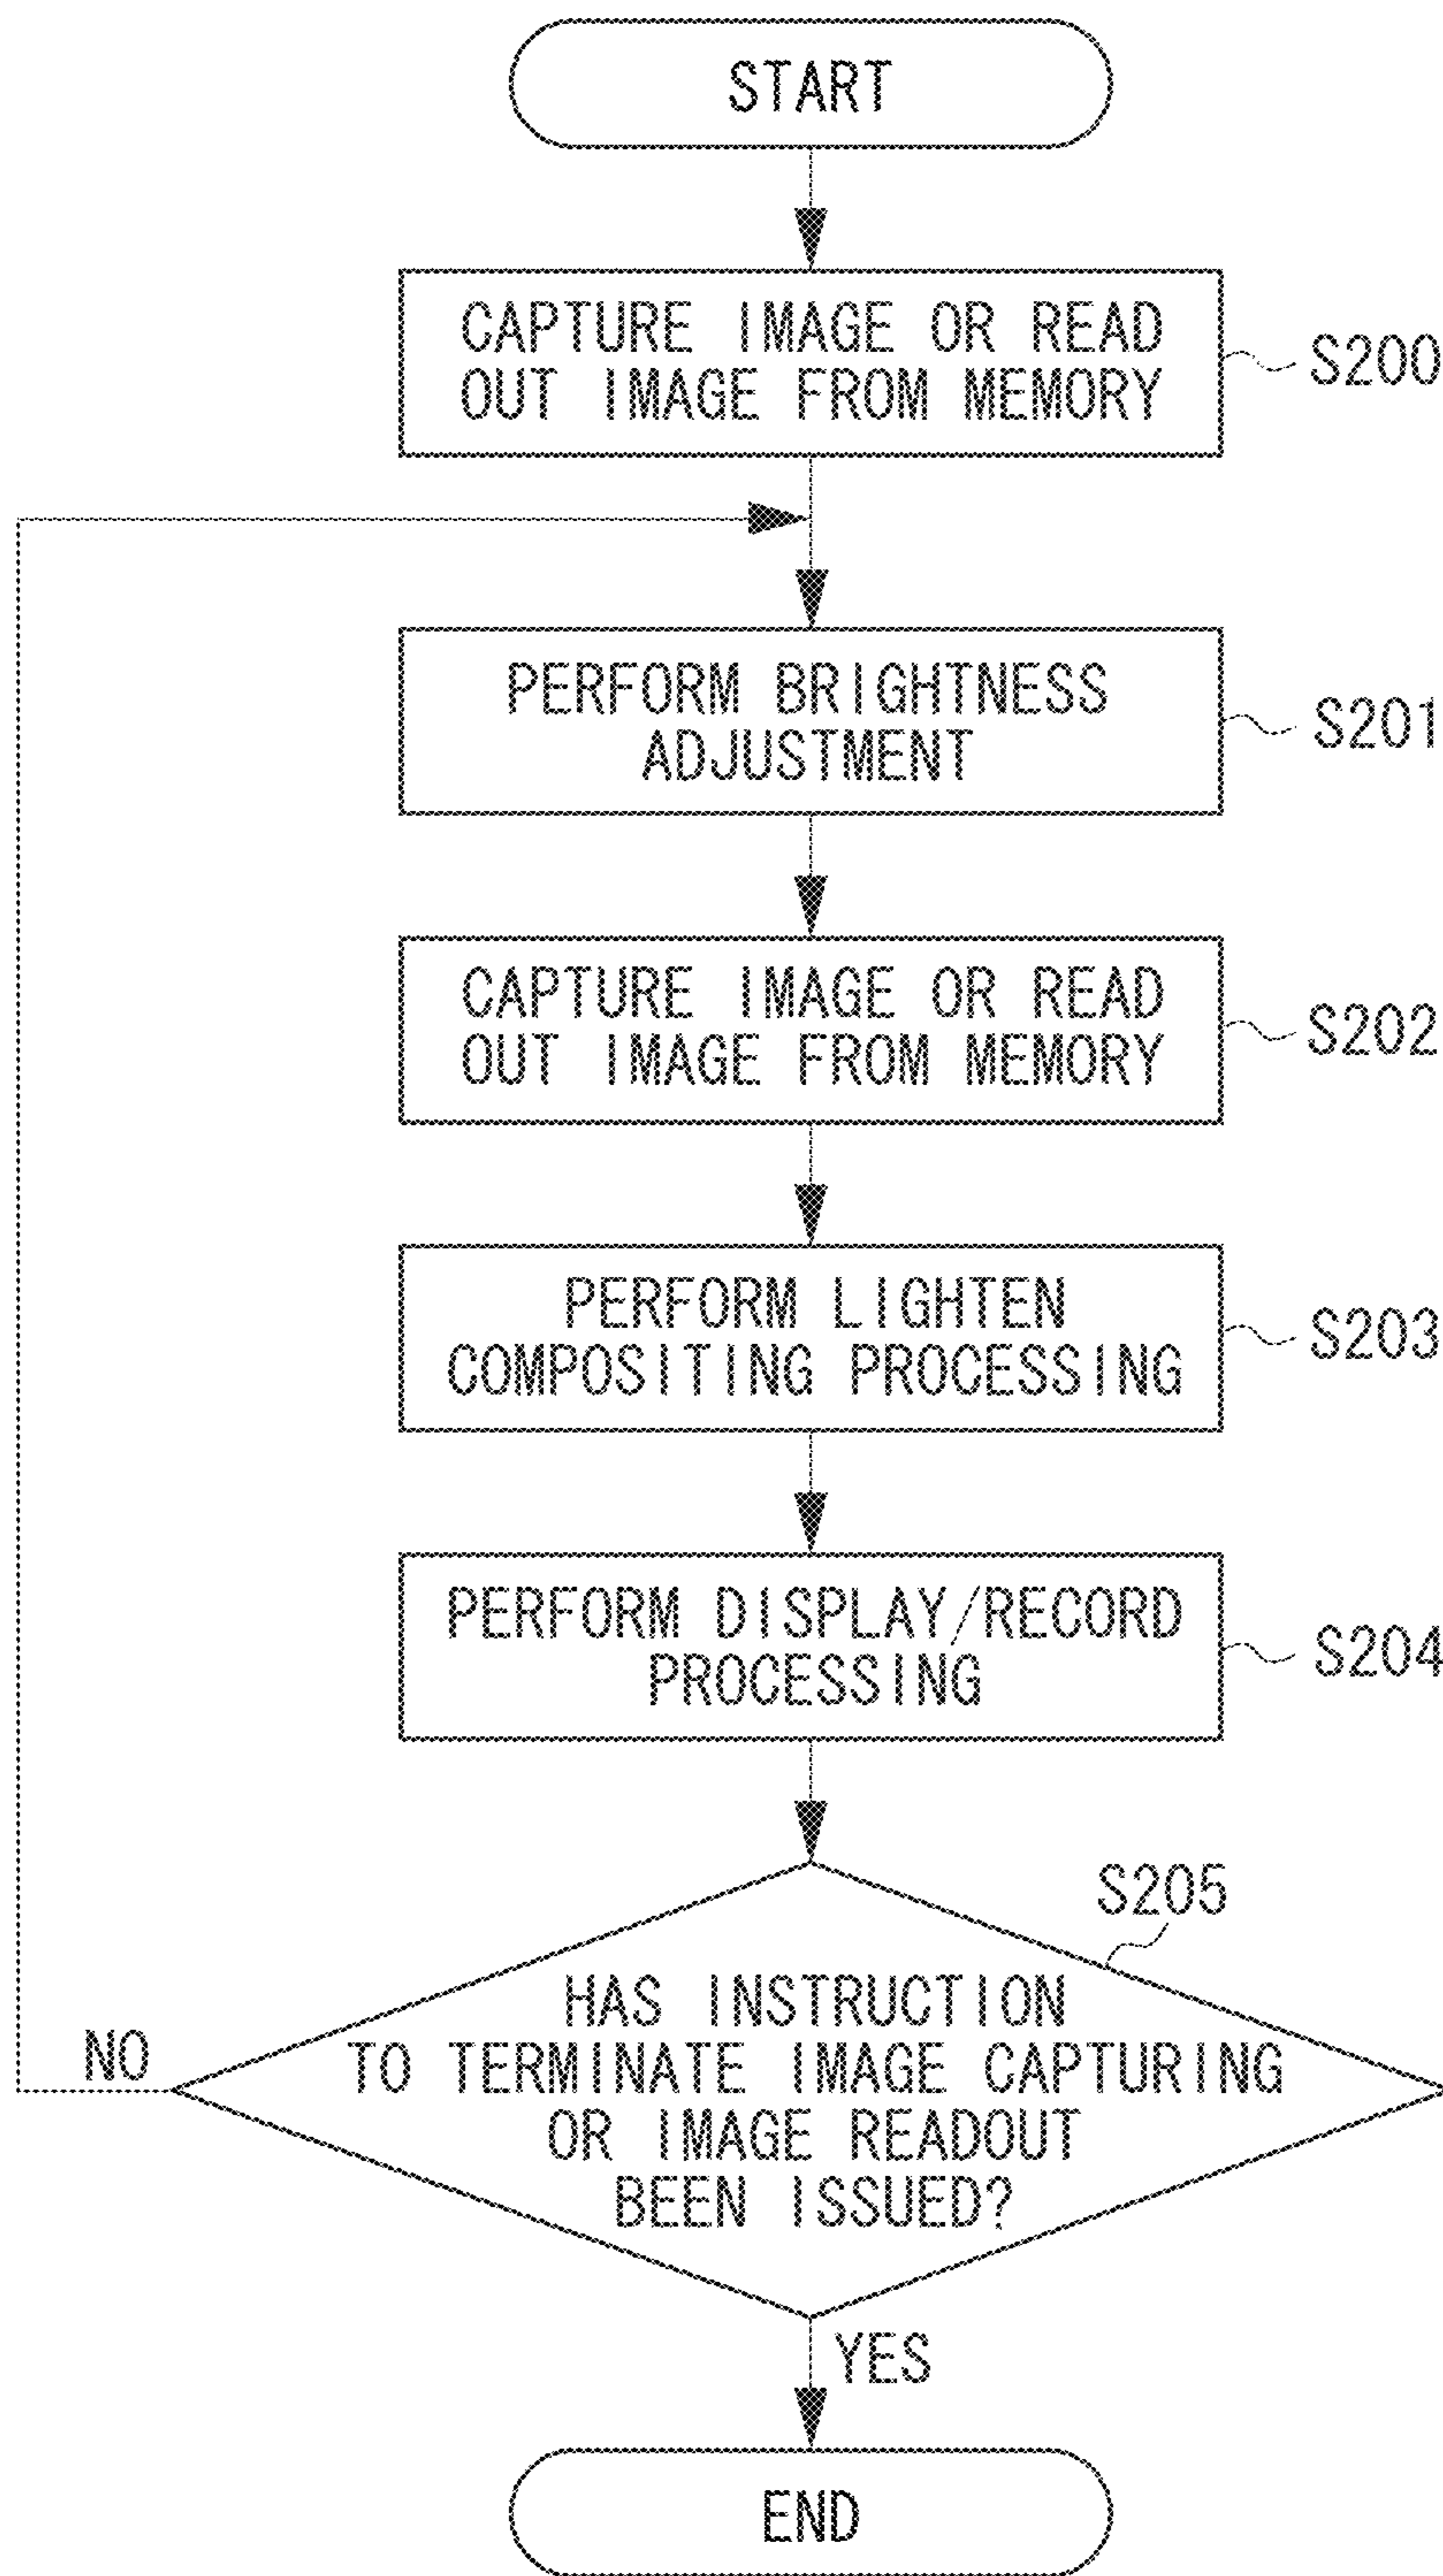 START
CAPTURE IMAGE OR READ
OUT IMAGE FROM MEMORY
S200
PERFORM BRIGHTNESS
ADJUSTMENT
S201
CAPTURE IMAGE OR READ
OUT IMAGE FROM MEMORY
S202
PERFORM LIGHTEN
COMPOSITING PROCESSING
S203
PERFORM DISPLAY/RECORD
PROCESSING
S204
S205
HAS INSTRUCTION
TO TERMINATE IMAGE CAPTURING
OR IMAGE READOUT
BEEN ISSUED?
NO
YES
END